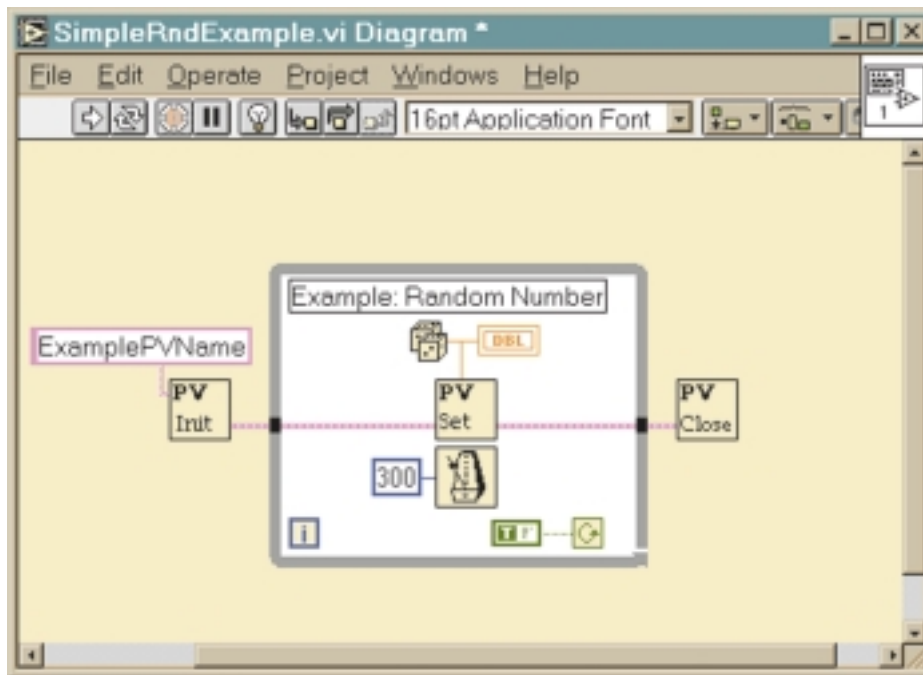 SimpleRndExample.vi Diagram *
File Edit Operate Project Windows Help
16pt Application Font
1
Example: Random Number
ExamplePVName
DBL
PV
Init
PV
Set
PV
Close
300
i
T F